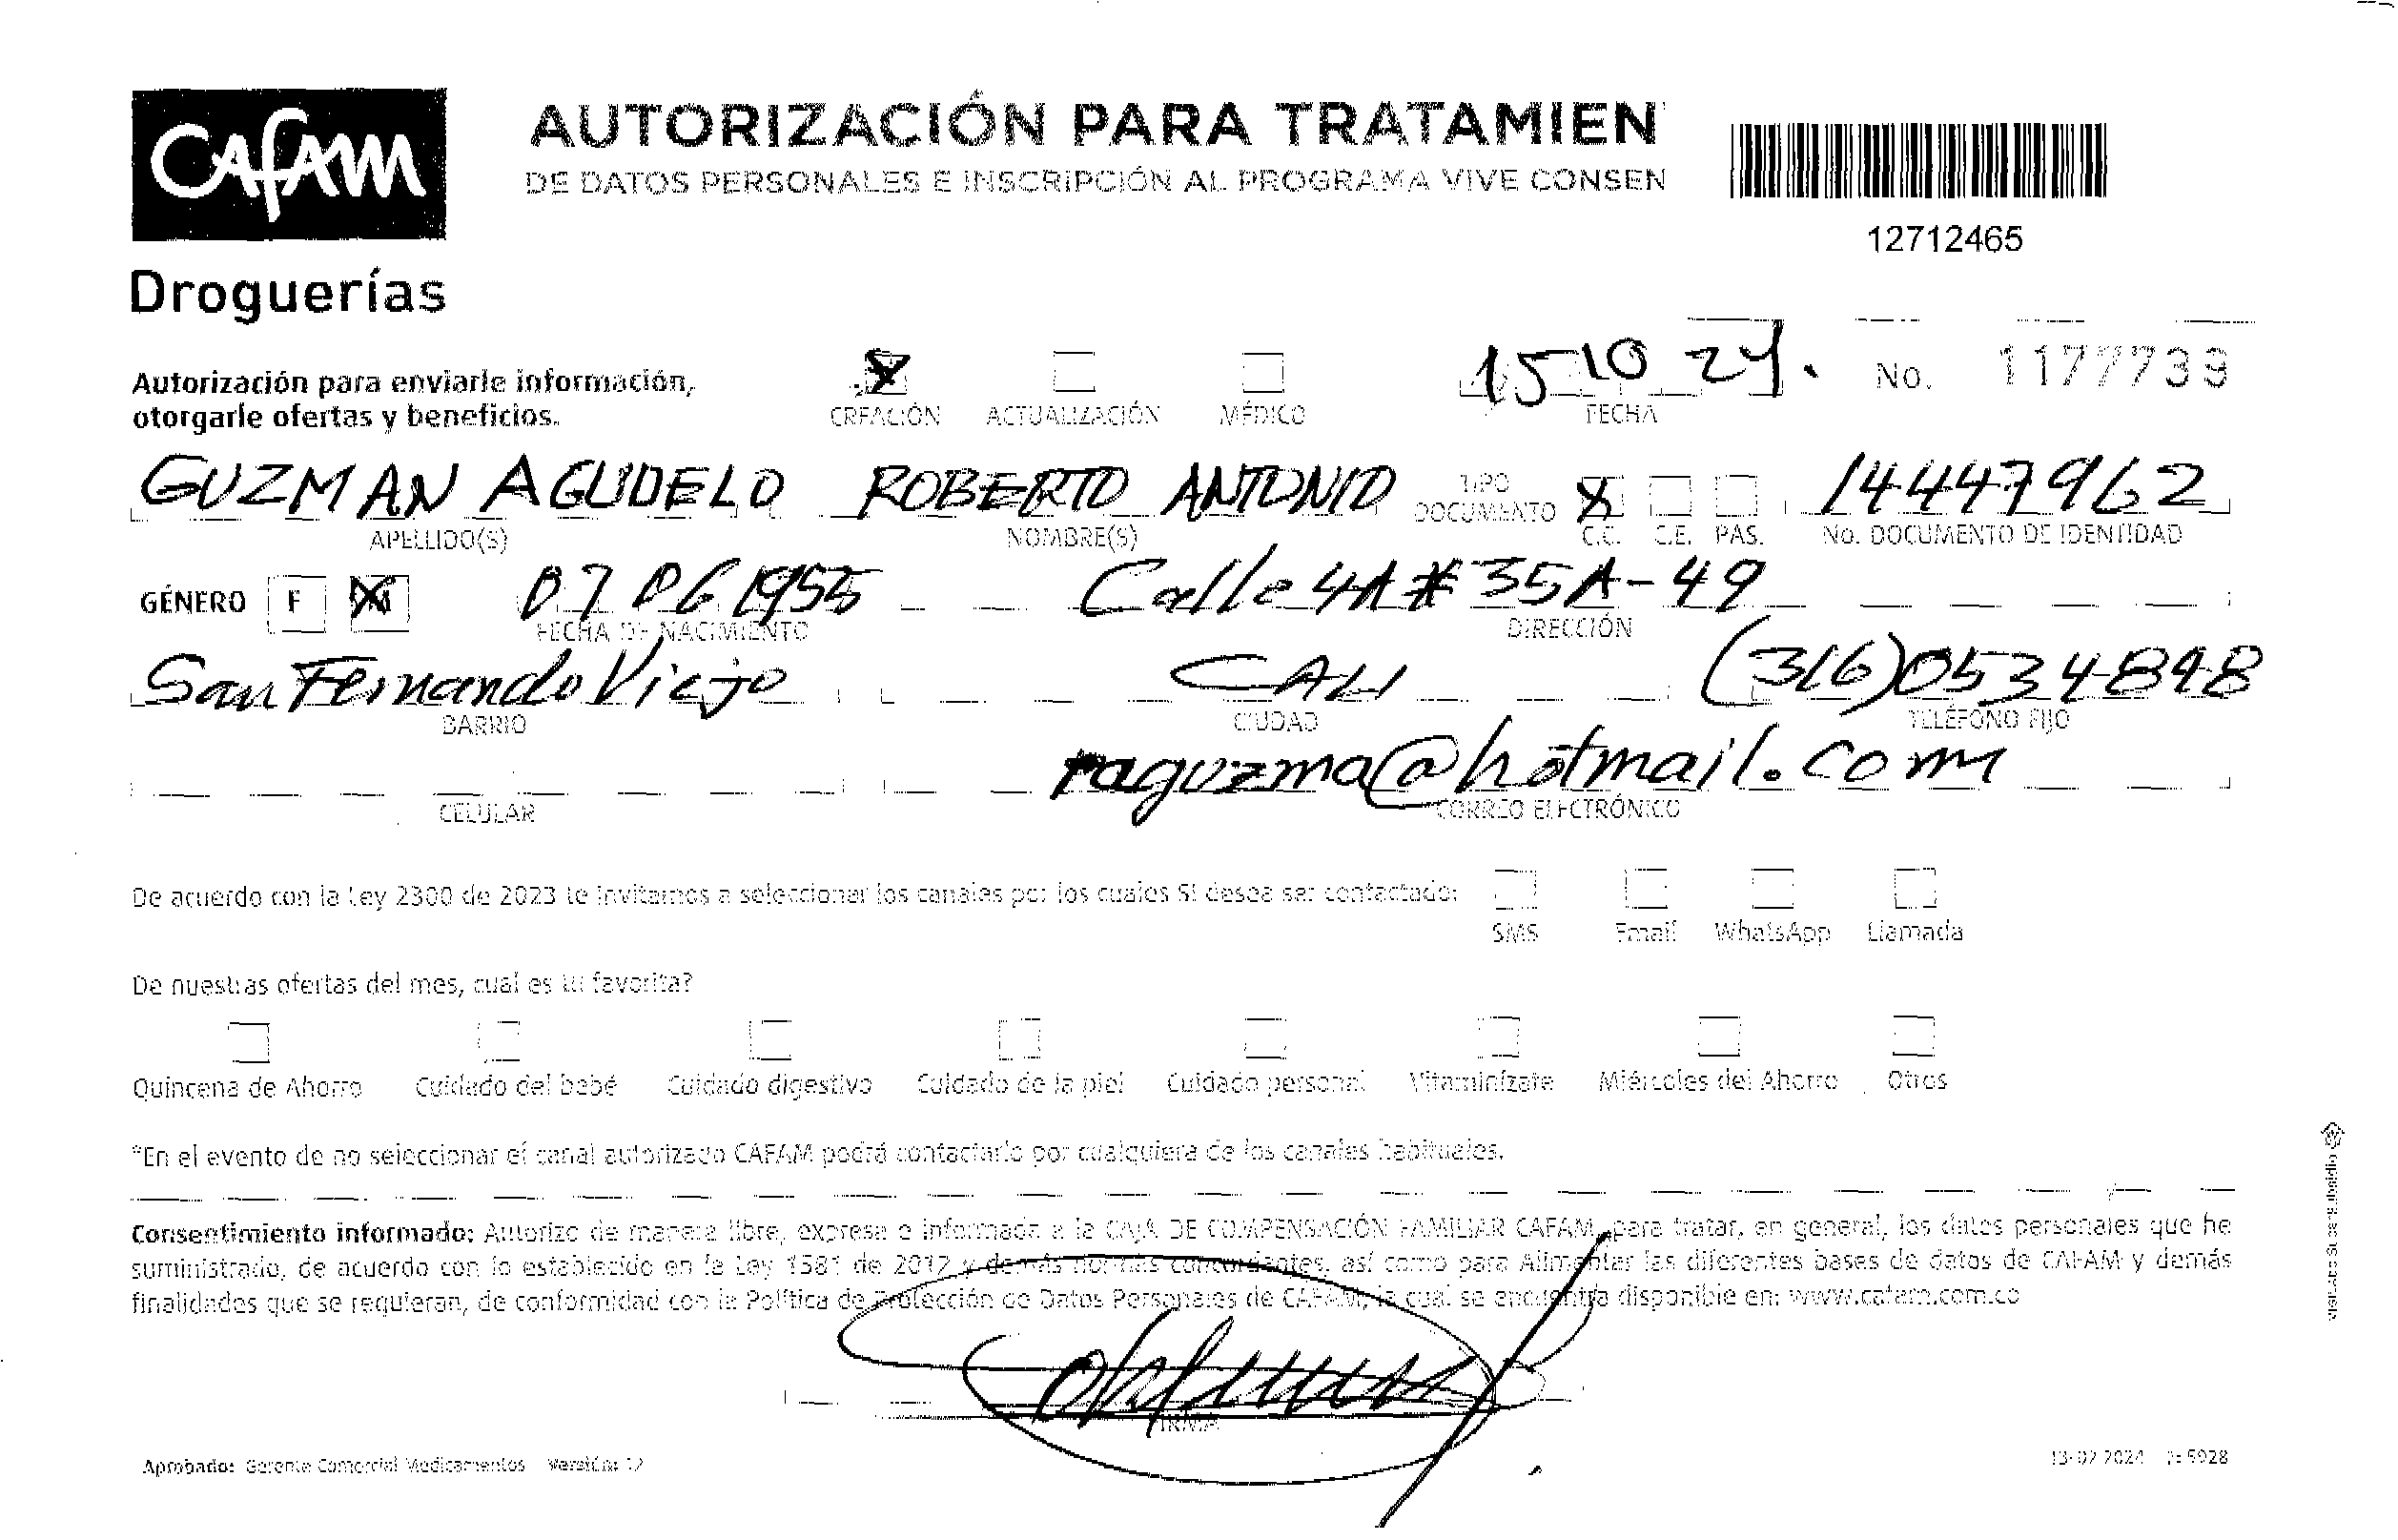 CAFAM
Droguerías
AUTORIZACIÓN PARA TRATAMIEN
DE DATOS PERSONALES E INSCRIPCIÓN AL PROGRAMA VIVE CONSEN
12712465
Autorización para enviarle información,
otorgarle ofertas y beneficios.
CREACIÓN ACTUALIZACIÓN MÉDICO
15 10 24. No. 1177739
FECHA
GUZMAN AGUDELO ROBERTO ANTONIO TIPO DOCUMENTO X 14447962
APELLIDO(S) NOMBRE(S) C.C. C.E. PAS. No. DOCUMENTO DE IDENTIDAD
GÉNERO F M 07 06 1955 Calle 4A # 35A-49
FECHA DE NACIMIENTO DIRECCIÓN
San Fernando Viejo CALI (316)0534898
BARRIO CIUDAD TELÉFONO FIJO
raguzma@hotmail.com
CELULAR CORREO ELECTRÓNICO
De acuerdo con la Ley 2300 de 2023 te invitamos a seleccionar los canales por los cuales SI desea ser contactado:
SMS Email WhatsApp Llamada
De nuestras ofertas del mes, cual es tu favorita?
Quincena de Ahorro Cuidado del bebé Cuidado digestivo Cuidado de la piel Cuidado personal Vitaminízate Miércoles del Ahorro Otros
*En el evento de no seleccionar el canal autorizado CAFAM podrá contactarlo por cualquiera de los canales habituales.
Consentimiento informado: Autorizo de manera libre, expresa e informada a la CAJA DE COMPENSACIÓN FAMILIAR CAFAM, para tratar, en general, los datos personales que he
suministrado, de acuerdo con lo establecido en la Ley 1581 de 2012 y demás normas concordantes, así como para Alimentar las diferentes bases de datos de CAFAM y demás
finalidades que se requieran, de conformidad con la Política de Protección de Datos Personales de CAFAM, la cual se encuentra disponible en: www.cafam.com.co
FIRMA
Aprobado: Gerente Comercial Medicamentos Versión: 12
13-02-2024